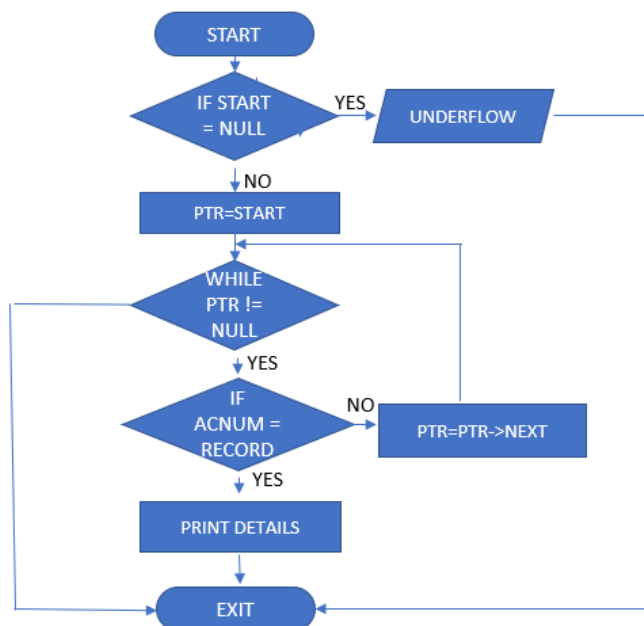 START
IF START
= NULL
YES
UNDERFLOW
NO
PTR=START
WHILE
PTR !=
NULL
YES
IF
ACNUM =
RECORD
NO
PTR=PTR->NEXT
YES
PRINT DETAILS
EXIT